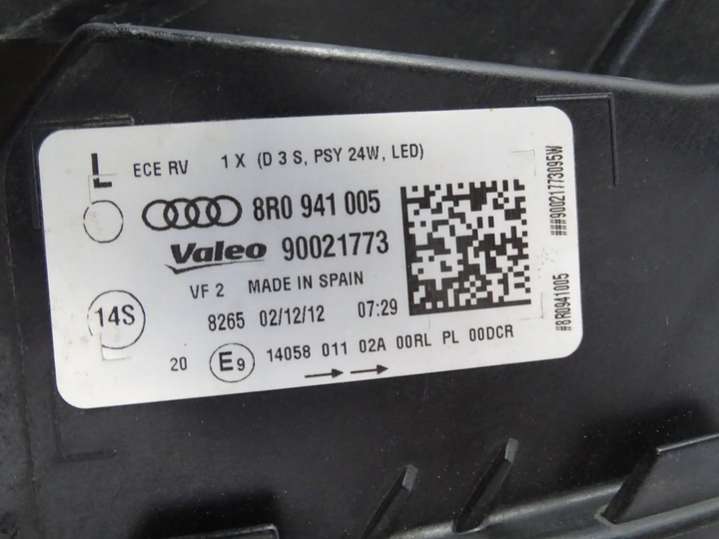 L ECE RV 1 X (D 3 S, PSY 24W, LED)
8R0 941 005
Valeo 90021773
VF 2 MADE IN SPAIN
14S 8265 02/12/12 07:29
20 E9 14058 011 02A 00RL PL 00DCR
#8R0941005 ###90021773095W